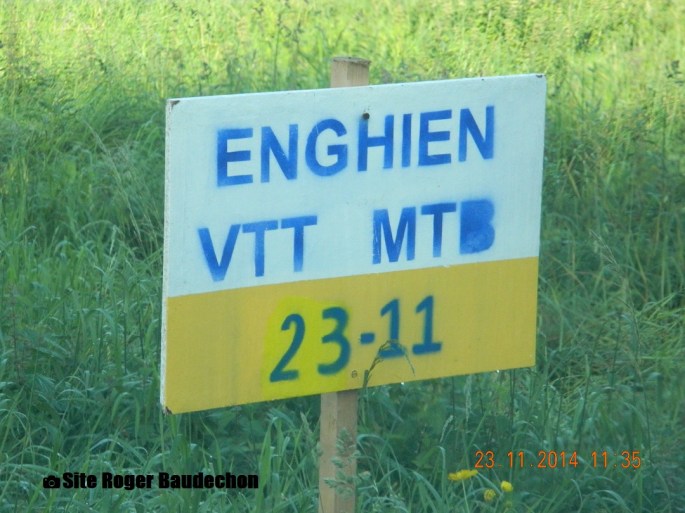 ENGHIEN
VTT MTB
23-11
23 11 2014 11 35
Site Roger Baudechon